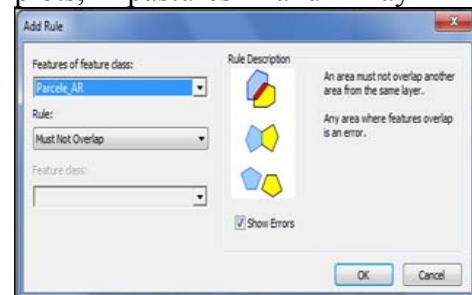 Add Rule
Features of feature class:
Parcele_AR
Rule:
Must Not Overlap
Feature class:
Rule Description
An area must not overlap another
area from the same layer.
Any area where features overlap
is an error.
Show Errors
OK
Cancel